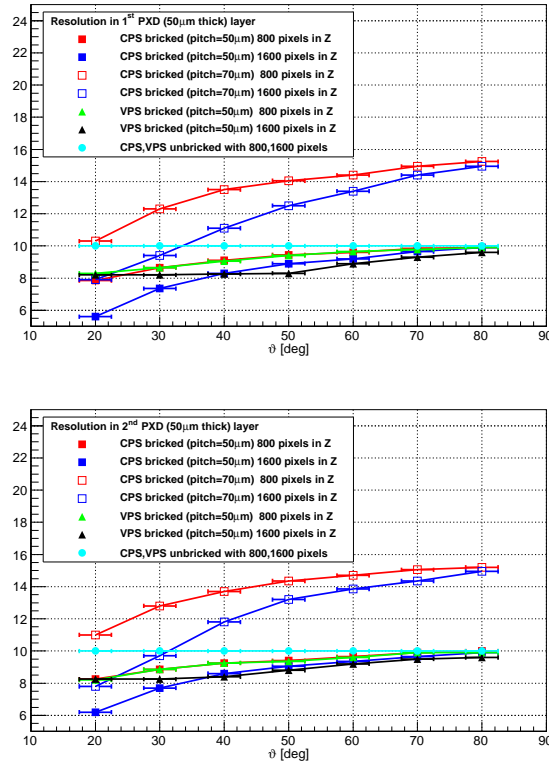 24
22
20
18
16
14
12
10
8
6
Resolution in 1st PXD (50μm thick) layer
CPS bricked (pitch=50μm) 800 pixels in Z
CPS bricked (pitch=50μm) 1600 pixels in Z
CPS bricked (pitch=70μm) 800 pixels in Z
CPS bricked (pitch=70μm) 1600 pixels in Z
VPS bricked (pitch=50μm) 800 pixels in Z
VPS bricked (pitch=50μm) 1600 pixels in Z
CPS,VPS unbricked with 800,1600 pixels
10 20 30 40 50 60 70 80 90
ϑ [deg]
24
22
20
18
16
14
12
10
8
6
Resolution in 2nd PXD (50μm thick) layer
CPS bricked (pitch=50μm) 800 pixels in Z
CPS bricked (pitch=50μm) 1600 pixels in Z
CPS bricked (pitch=70μm) 800 pixels in Z
CPS bricked (pitch=70μm) 1600 pixels in Z
VPS bricked (pitch=50μm) 800 pixels in Z
VPS bricked (pitch=50μm) 1600 pixels in Z
CPS,VPS unbricked with 800,1600 pixels
10 20 30 40 50 60 70 80 90
ϑ [deg]